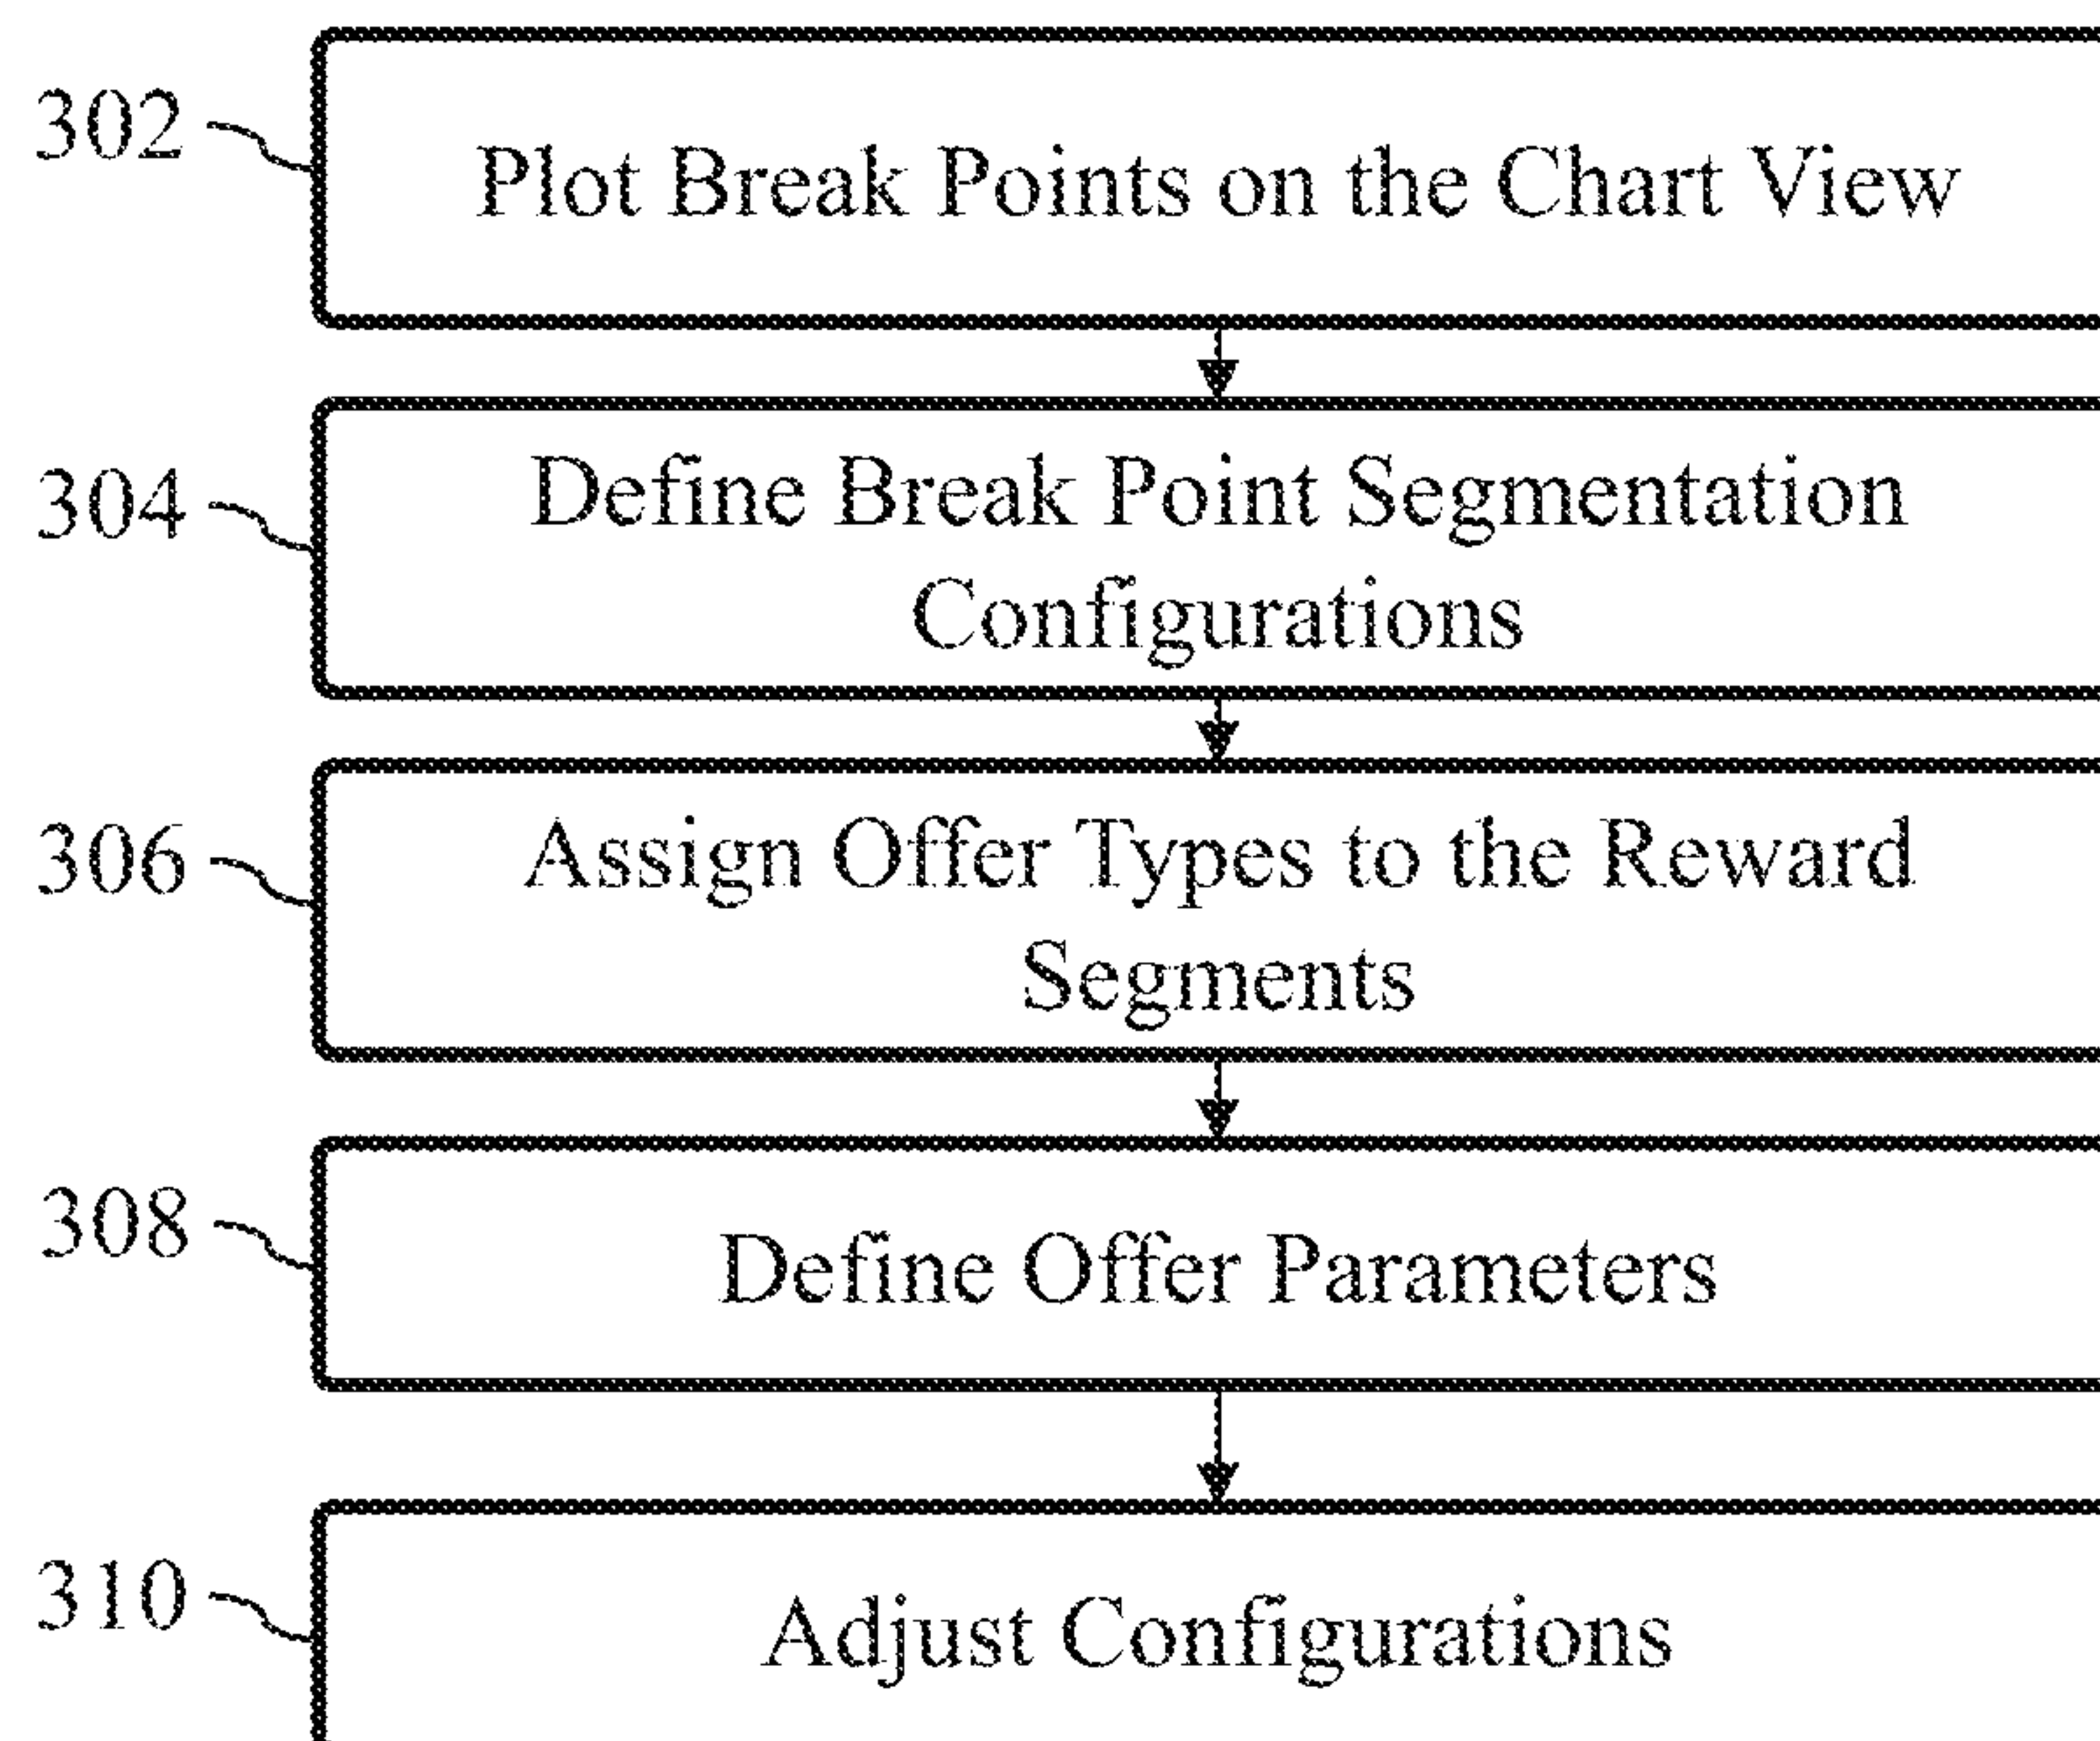 302
Plot Break Points on the Chart View
304
Define Break Point Segmentation
Configurations
306
Assign Offer Types to the Reward
Segments
308
Define Offer Parameters
310
Adjust Configurations